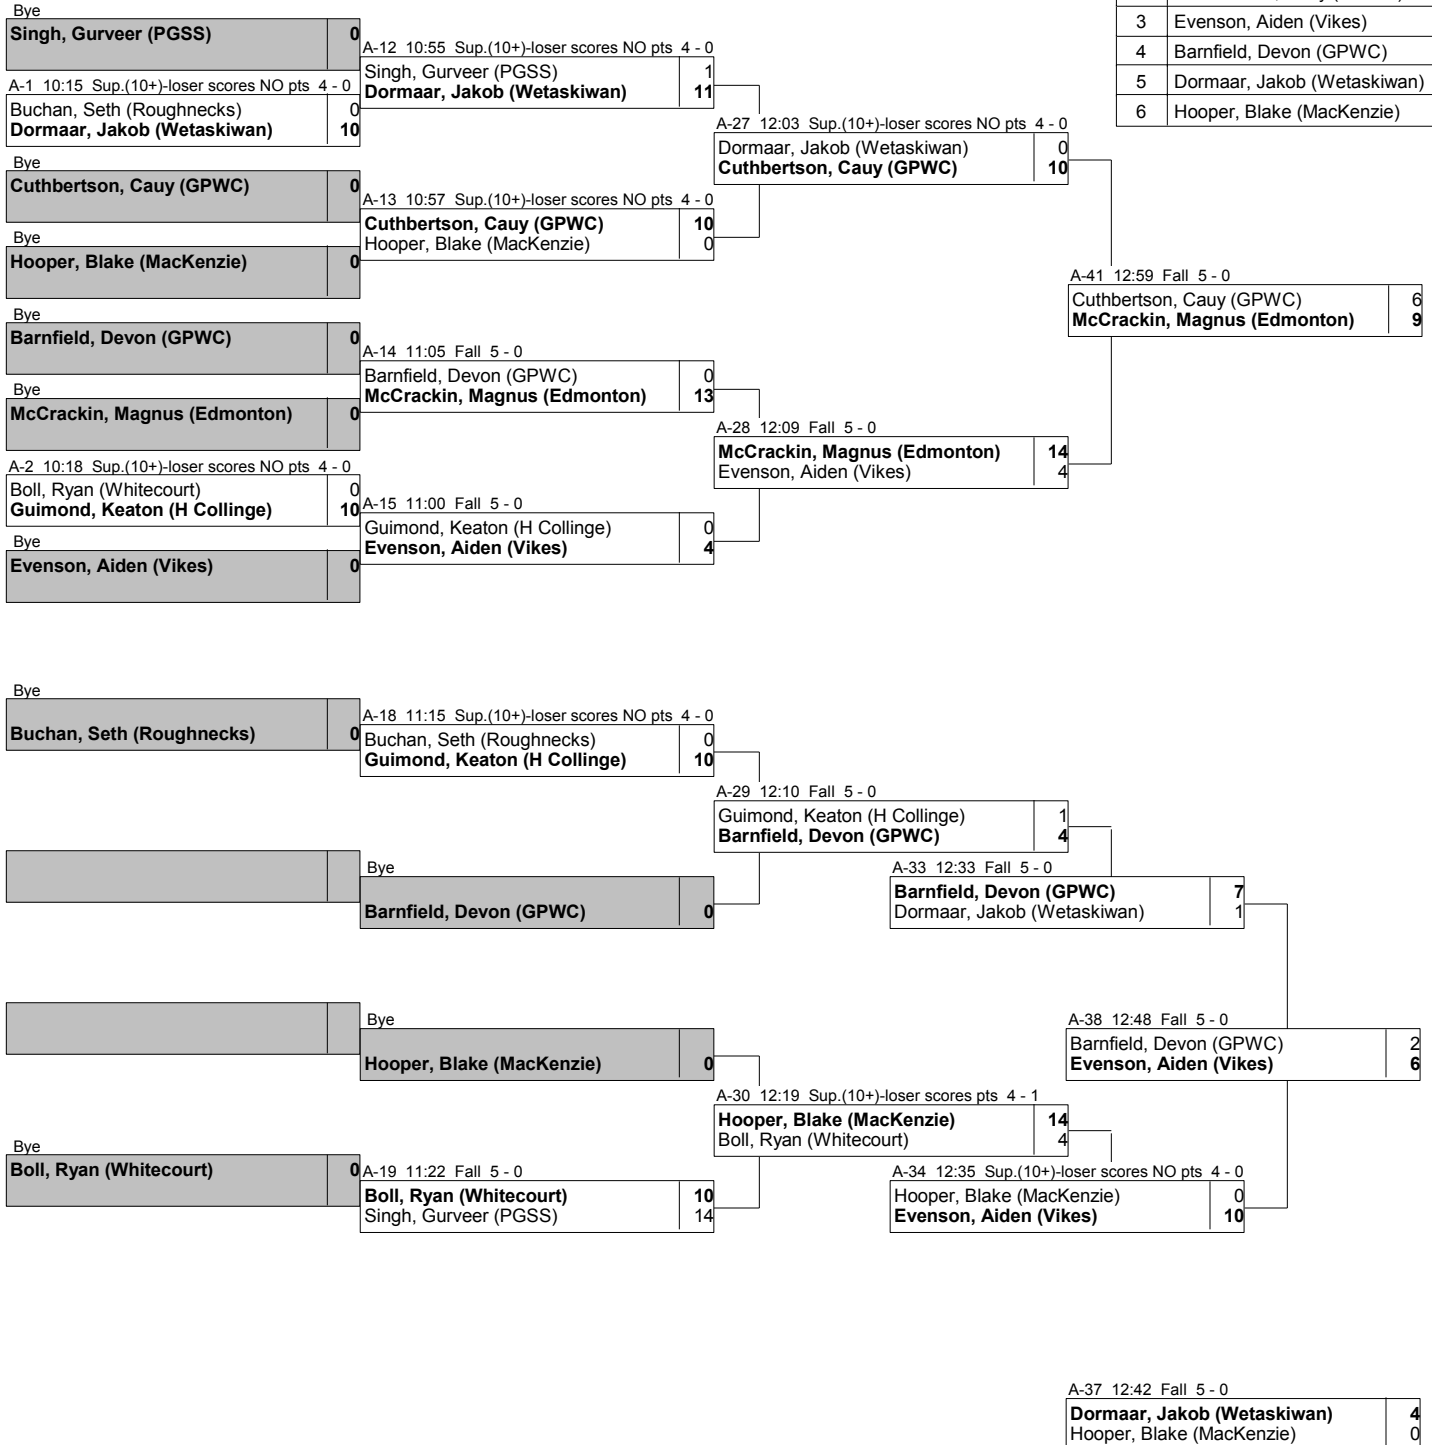 Bye
Singh, Gurveer (PGSS) 0
A-1 10:15 Sup.(10+)-loser scores NO pts 4 - 0
Buchan, Seth (Roughnecks) 0
Dormaar, Jakob (Wetaskiwan) 10
Bye
Cuthbertson, Cauy (GPWC) 0
Bye
Hooper, Blake (MacKenzie) 0
Bye
Barnfield, Devon (GPWC) 0
Bye
McCrackin, Magnus (Edmonton) 0
A-2 10:18 Sup.(10+)-loser scores NO pts 4 - 0
Boll, Ryan (Whitecourt) 0
Guimond, Keaton (H Collinge) 10
Bye
Evenson, Aiden (Vikes) 0
A-12 10:55 Sup.(10+)-loser scores NO pts 4 - 0
Singh, Gurveer (PGSS) 1
Dormaar, Jakob (Wetaskiwan) 11
A-13 10:57 Sup.(10+)-loser scores NO pts 4 - 0
Cuthbertson, Cauy (GPWC) 10
Hooper, Blake (MacKenzie) 0
A-14 11:05 Fall 5 - 0
Barnfield, Devon (GPWC) 0
McCrackin, Magnus (Edmonton) 13
A-15 11:00 Fall 5 - 0
Guimond, Keaton (H Collinge) 0
Evenson, Aiden (Vikes) 4
A-27 12:03 Sup.(10+)-loser scores NO pts 4 - 0
Dormaar, Jakob (Wetaskiwan) 0
Cuthbertson, Cauy (GPWC) 10
A-28 12:09 Fall 5 - 0
McCrackin, Magnus (Edmonton) 14
Evenson, Aiden (Vikes) 4
A-41 12:59 Fall 5 - 0
Cuthbertson, Cauy (GPWC) 6
McCrackin, Magnus (Edmonton) 9
3 Evenson, Aiden (Vikes)
4 Barnfield, Devon (GPWC)
5 Dormaar, Jakob (Wetaskiwan)
6 Hooper, Blake (MacKenzie)
Bye
Buchan, Seth (Roughnecks) 0
Bye
Boll, Ryan (Whitecourt) 0
A-18 11:15 Sup.(10+)-loser scores NO pts 4 - 0
Buchan, Seth (Roughnecks) 0
Guimond, Keaton (H Collinge) 10
Bye
Barnfield, Devon (GPWC) 0
Bye
Hooper, Blake (MacKenzie) 0
A-19 11:22 Fall 5 - 0
Boll, Ryan (Whitecourt) 10
Singh, Gurveer (PGSS) 14
A-29 12:10 Fall 5 - 0
Guimond, Keaton (H Collinge) 1
Barnfield, Devon (GPWC) 4
A-30 12:19 Sup.(10+)-loser scores pts 4 - 1
Hooper, Blake (MacKenzie) 14
Boll, Ryan (Whitecourt) 4
A-33 12:33 Fall 5 - 0
Barnfield, Devon (GPWC) 7
Dormaar, Jakob (Wetaskiwan) 1
A-34 12:35 Sup.(10+)-loser scores NO pts 4 - 0
Hooper, Blake (MacKenzie) 0
Evenson, Aiden (Vikes) 10
A-38 12:48 Fall 5 - 0
Barnfield, Devon (GPWC) 2
Evenson, Aiden (Vikes) 6
A-37 12:42 Fall 5 - 0
Dormaar, Jakob (Wetaskiwan) 4
Hooper, Blake (MacKenzie) 0